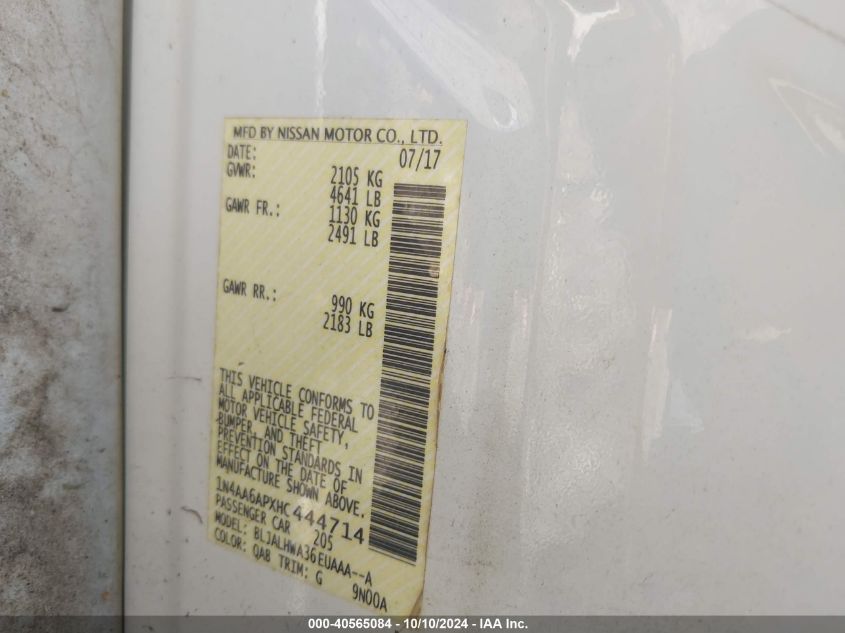 MFD BY NISSAN MOTOR CO., LTD.
DATE: 07/17
GVWR: 2105 KG
4641 LB
GAWR FR.: 1130 KG
2491 LB
GAWR RR.: 990 KG
2183 LB
THIS VEHICLE CONFORMS TO
ALL APPLICABLE FEDERAL
MOTOR VEHICLE SAFETY,
BUMPER, AND THEFT
PREVENTION STANDARDS IN
EFFECT ON THE DATE OF
MANUFACTURE SHOWN ABOVE.
1N4AA6APXHC444714
PASSENGER CAR 205
MODEL: BLJALHWA36EUAAA--A
COLOR: QAB TRIM: G 9N00A
000-40565084 - 10/10/2024 - IAA Inc.